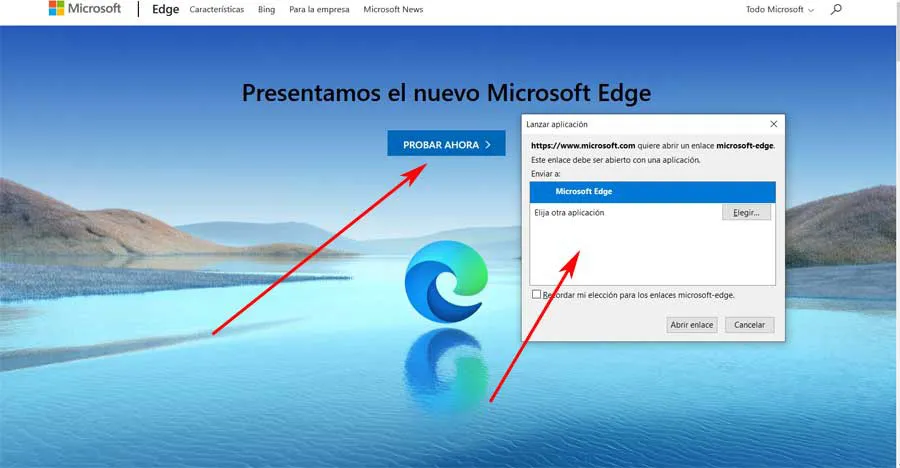 Microsoft Edge Características Bing Para la empresa Microsoft News Todo Microsoft
Presentamos el nuevo Microsoft Edge
PROBAR AHORA
Lanzar aplicación
https://www.microsoft.com quiere abrir un enlace microsoft-edge.
Este enlace debe ser abierto con una aplicación.
Enviar a:
Microsoft Edge
Elija otra aplicación Elegir...
Recordar mi elección para los enlaces microsoft-edge.
Abrir enlace Cancelar